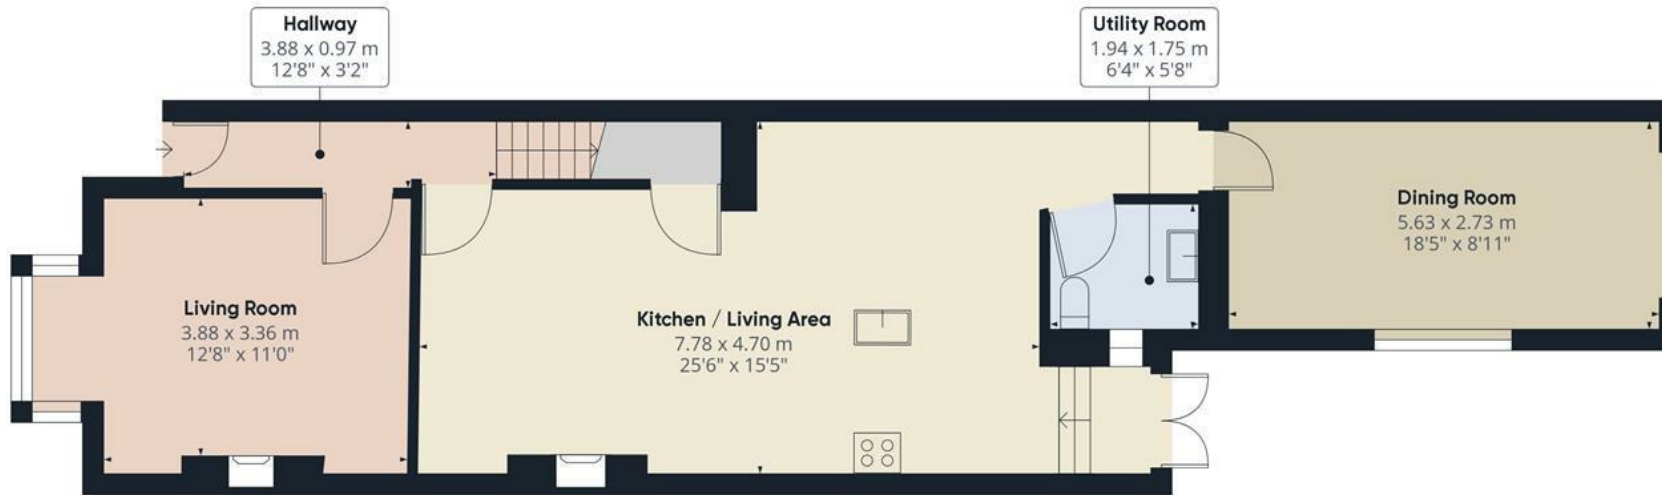 Hallway
3.88 x 0.97 m
12'8" x 3'2"
Utility Room
1.94 x 1.75 m
6'4" x 5'8"
Dining Room
5.63 x 2.73 m
18'5" x 8'11"
Living Room
3.88 x 3.36 m
12'8" x 11'0"
Kitchen / Living Area
7.78 x 4.70 m
25'6" x 15'5"